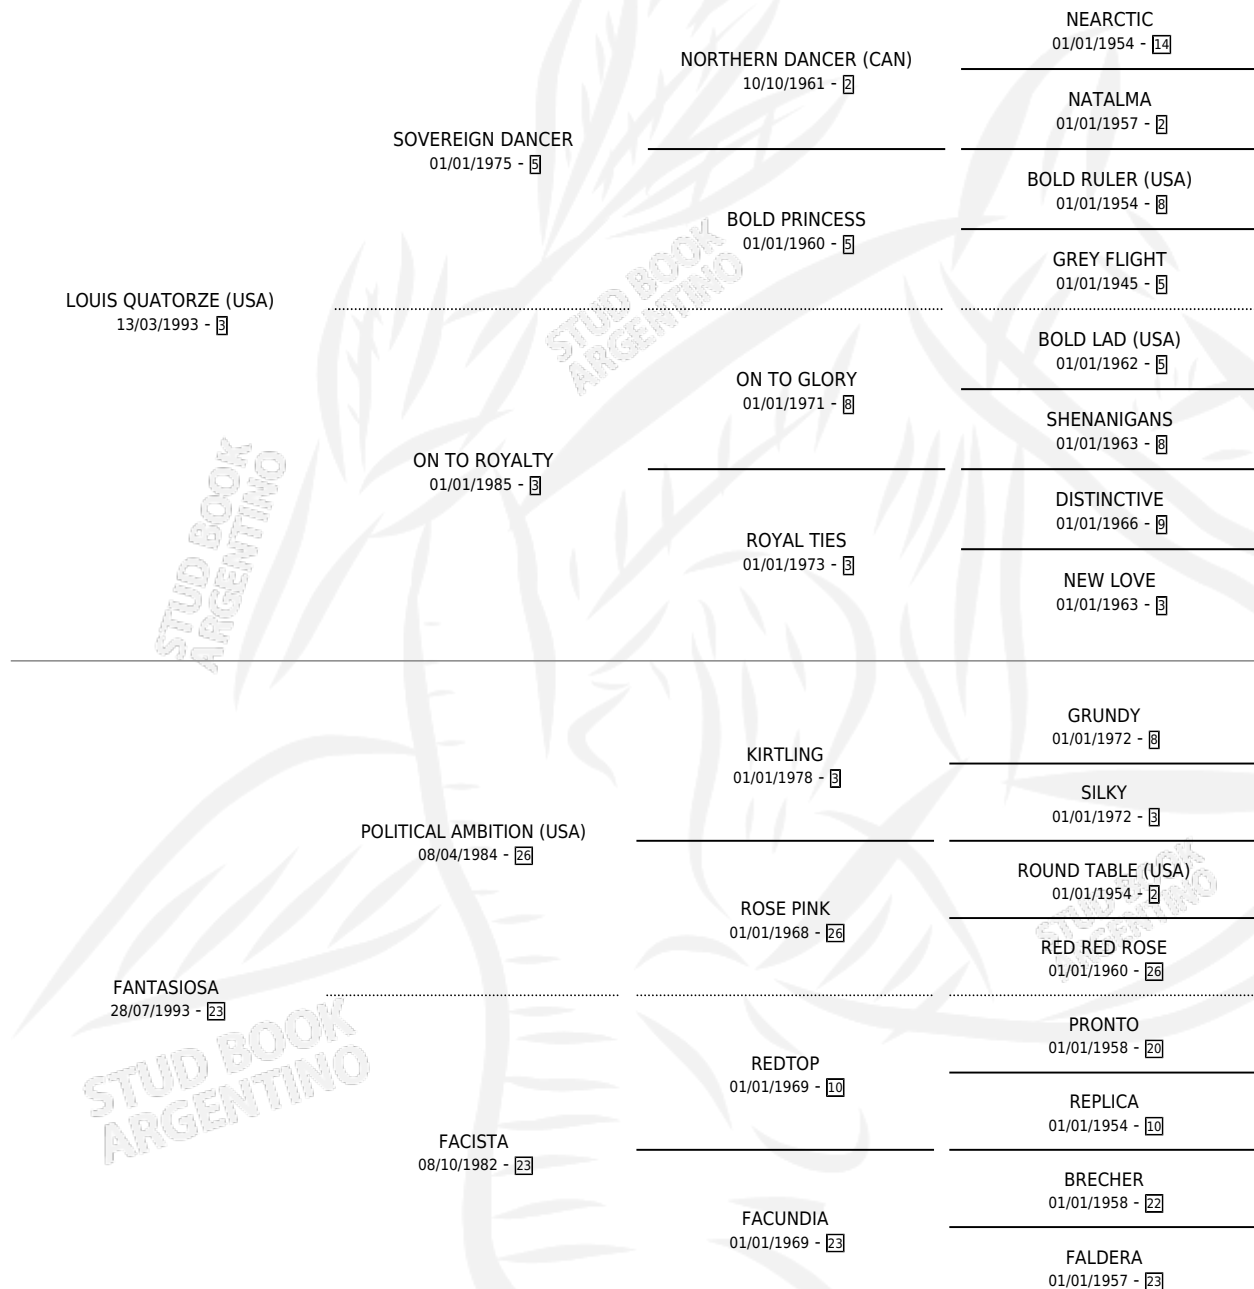 NEARCTIC
01/01/1954 - 14
NORTHERN DANCER (CAN)
10/10/1961 - 2
NATALMA
01/01/1957 - 2
SOVEREIGN DANCER
01/01/1975 - 5
BOLD RULER (USA)
01/01/1954 - 8
BOLD PRINCESS
01/01/1960 - 5
GREY FLIGHT
01/01/1945 - 5
LOUIS QUATORZE (USA)
13/03/1993 - 3
BOLD LAD (USA)
01/01/1962 - 5
ON TO GLORY
01/01/1971 - 8
SHENANIGANS
01/01/1963 - 8
ON TO ROYALTY
01/01/1985 - 3
DISTINCTIVE
01/01/1966 - 9
ROYAL TIES
01/01/1973 - 3
NEW LOVE
01/01/1963 - 3
GRUNDY
01/01/1972 - 8
KIRTLING
01/01/1978 - 3
SILKY
01/01/1972 - 3
POLITICAL AMBITION (USA)
08/04/1984 - 26
ROUND TABLE (USA)
01/01/1954 - 2
ROSE PINK
01/01/1968 - 26
RED RED ROSE
01/01/1960 - 26
FANTASIOSA
28/07/1993 - 23
PRONTO
01/01/1958 - 20
REDTOP
01/01/1969 - 10
REPLICA
01/01/1954 - 10
FACISTA
08/10/1982 - 23
BRECHER
01/01/1958 - 22
FACUNDIA
01/01/1969 - 23
FALDERA
01/01/1957 - 23
STUD BOOK
ARGENTINO
STUD BOOK
ARGENTINO
STUD BOOK
ARGENTINO
STUD BOOK
ARGENTINO